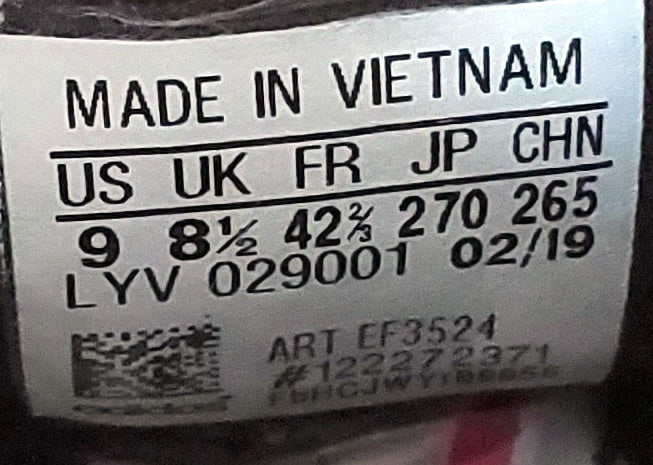 MADE IN VIETNAM
US UK FR JP CHN
9 8½ 42⅔ 270 265
LYV 029001 02/19
ART EF3524
#122272371